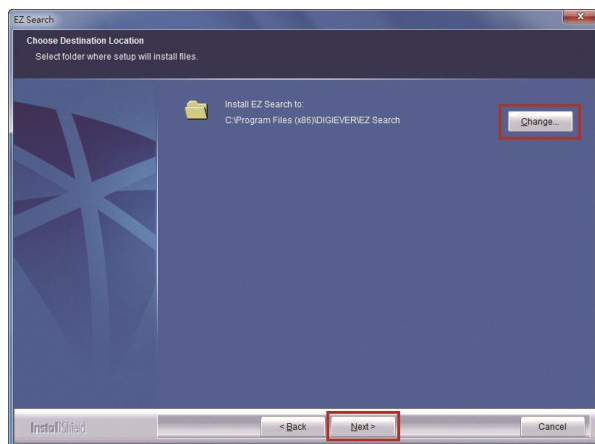 EZ Search
Choose Destination Location
Select folder where setup will install files.
Install EZ Search to:
C:\Program Files (x86)\DIGIEVER\EZ Search
Change...
InstallShield
< Back
Next >
Cancel